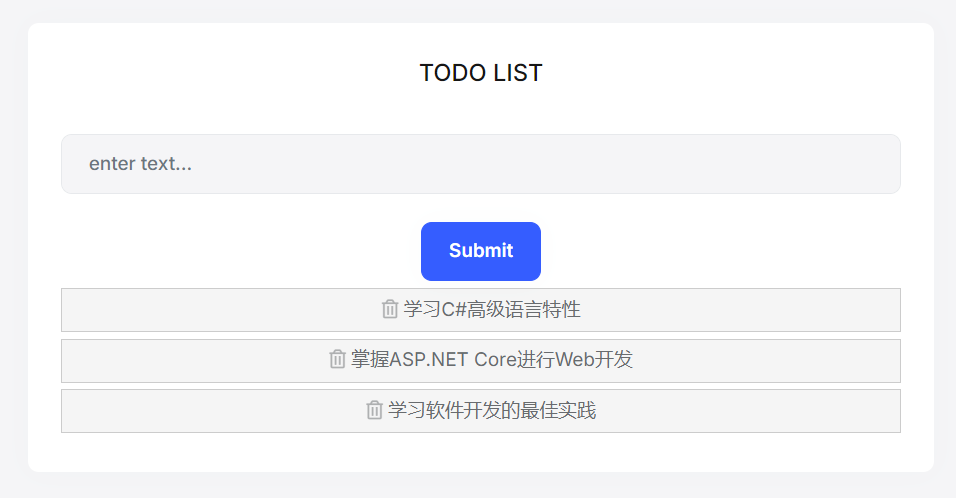 TODO LIST
enter text...
Submit
学习C#高级语言特性
掌握ASP.NET Core进行Web开发
学习软件开发的最佳实践